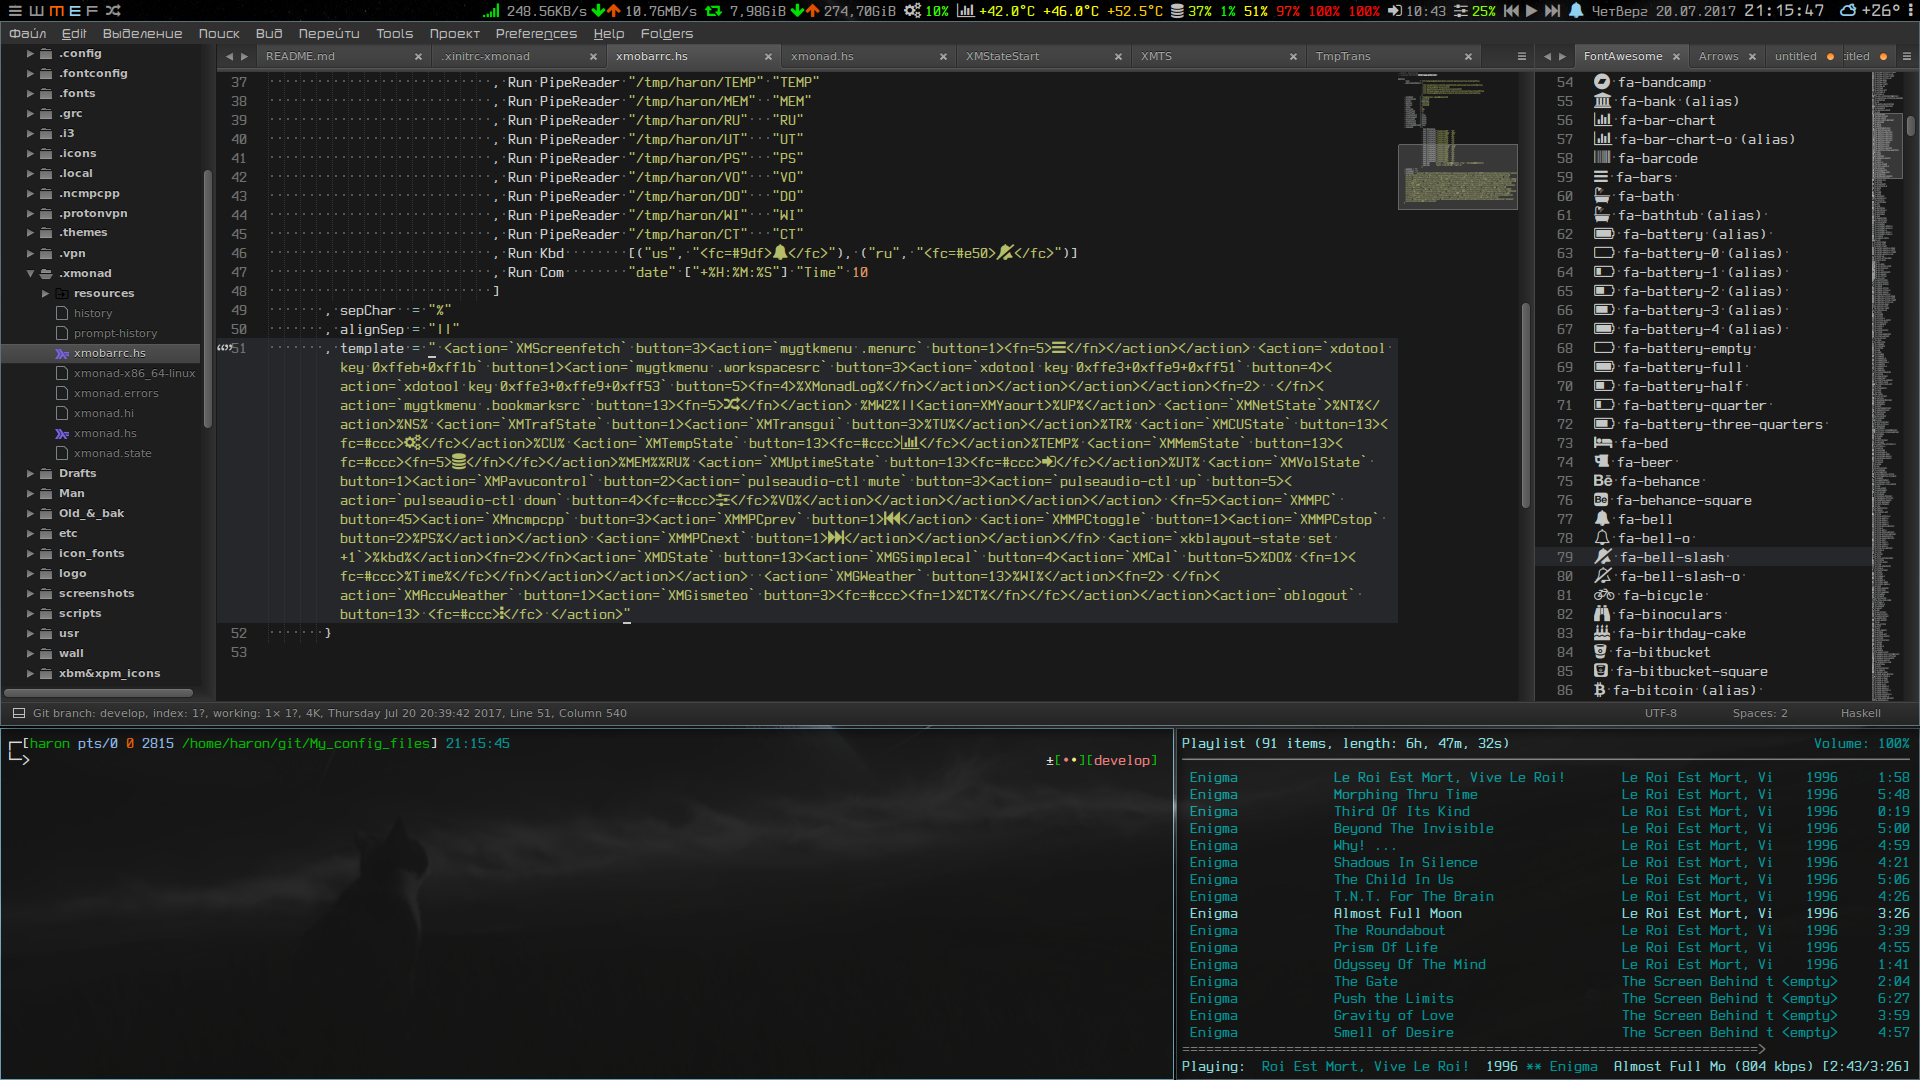 Ш M E F 248.56KB/s 10.76MB/s 7,98GiB 274,70GiB 10% +42.0°C +46.0°C +52.5°C 37% 1% 51% 97% 100% 100% 10:43 25% Четверг 20.07.2017 21:15:47 +26°
Файл Edit Выделение Поиск Вид Перейти Tools Проект Preferences Help Folders
.config
.fontconfig
.fonts
.grc
.i3
.icons
.local
.ncmpcpp
.protonvpn
.themes
.vpn
.xmonad
resources
history
prompt-history
xmobarrc.hs
xmonad-x86_64-linux
xmonad.errors
xmonad.hi
xmonad.hs
xmonad.state
Drafts
Man
Old_&_bak
etc
icon_fonts
logo
screenshots
scripts
usr
wall
xbm&xpm_icons
README.md .xinitrc-xmonad xmobarrc.hs xmonad.hs XMStateStart XMTS TmpTrans
37 , Run PipeReader "/tmp/haron/TEMP" "TEMP"
38 , Run PipeReader "/tmp/haron/MEM" "MEM"
39 , Run PipeReader "/tmp/haron/RU" "RU"
40 , Run PipeReader "/tmp/haron/UT" "UT"
41 , Run PipeReader "/tmp/haron/PS" "PS"
42 , Run PipeReader "/tmp/haron/VO" "VO"
43 , Run PipeReader "/tmp/haron/DO" "DO"
44 , Run PipeReader "/tmp/haron/WI" "WI"
45 , Run PipeReader "/tmp/haron/CT" "CT"
46 , Run Kbd [("us", "<fc=#9df></fc>"), ("ru", "<fc=#e50></fc>")]
47 , Run Com "date" ["+%H:%M:%S"] "Time" 10
48 ]
49 , sepChar = "%"
50 , alignSep = "||"
51 , template = " <action=`XMScreenfetch` button=3><action=`mygtkmenu .menurc` button=1><fn=5></fn></action></action> <action=`xdotool
key 0xffeb+0xff1b` button=1><action=`mygtkmenu .workspacesrc` button=3><action=`xdotool key 0xffe3+0xffe9+0xff51` button=4><
action=`xdotool key 0xffe3+0xffe9+0xff53` button=5><fn=4>%XMonadLog%</fn></action></action></action></action><fn=2> </fn><
action=`mygtkmenu .bookmarksrc` button=13><fn=5></fn></action> %MW2%||<action=XMYaourt>%UP%</action> <action=`XMNetState`>%NT%</
action>%NS% <action=`XMTrafState` button=1><action=`XMTransgui` button=3>%TU%</action></action>%TR% <action=`XMCUState` button=13><
fc=#ccc></fc></action>%CU% <action=`XMTempState` button=13><fc=#ccc></fc></action>%TEMP% <action=`XMMemState` button=13><
fc=#ccc><fn=5></fn></fc></action>%MEM%%RU% <action=`XMUptimeState` button=13><fc=#ccc></fc></action>%UT% <action=`XMVolState`
button=1><action=`XMPavucontrol` button=2><action=`pulseaudio-ctl mute` button=3><action=`pulseaudio-ctl up` button=5><
action=`pulseaudio-ctl down` button=4><fc=#ccc></fc>%VO%</action></action></action></action></action> <fn=5><action=`XMMPC`
button=45><action=`XMncmpcpp` button=3><action=`XMMPCprev` button=1></action> <action=`XMMPCtoggle` button=1><action=`XMMPCstop`
button=2>%PS%</action></action> <action=`XMMPCnext` button=1></action></action></action></fn> <action=`xkblayout-state set
+1`>%kbd%</action><fn=2></fn><action=`XMDState` button=13><action=`XMGSimplecal` button=4><action=`XMCal` button=5>%DO% <fn=1><
fc=#ccc>%Time%</fc></fn></action></action></action> <action=`XMGWeather` button=13>%WI%</action><fn=2> </fn><
action=`XMAccuWeather` button=1><action=`XMGismeteo` button=3><fc=#ccc><fn=1>%CT%</fn></fc></action></action><action=`oblogout`
button=13> <fc=#ccc></fc> </action>"
52 }
53
FontAwesome Arrows untitled titled
54 fa-bandcamp
55 fa-bank (alias)
56 fa-bar-chart
57 fa-bar-chart-o (alias)
58 fa-barcode
59 fa-bars
60 fa-bath
61 fa-bathtub (alias)
62 fa-battery (alias)
63 fa-battery-0 (alias)
64 fa-battery-1 (alias)
65 fa-battery-2 (alias)
66 fa-battery-3 (alias)
67 fa-battery-4 (alias)
68 fa-battery-empty
69 fa-battery-full
70 fa-battery-half
71 fa-battery-quarter
72 fa-battery-three-quarters
73 fa-bed
74 fa-beer
75 fa-behance
76 fa-behance-square
77 fa-bell
78 fa-bell-o
79 fa-bell-slash
80 fa-bell-slash-o
81 fa-bicycle
82 fa-binoculars
83 fa-birthday-cake
84 fa-bitbucket
85 fa-bitbucket-square
86 fa-bitcoin (alias)
Git branch: develop, index: 1?, working: 1× 1?, 4K, Thursday Jul 20 20:39:42 2017, Line 51, Column 540 UTF-8 Spaces: 2 Haskell
[haron pts/0 0 2815 /home/haron/git/My_config_files] 21:15:45
> ±[••][develop]
Playlist (91 items, length: 6h, 47m, 32s) Volume: 100%
Enigma Le Roi Est Mort, Vive Le Roi! Le Roi Est Mort, Vi 1996 1:58
Enigma Morphing Thru Time Le Roi Est Mort, Vi 1996 5:48
Enigma Third Of Its Kind Le Roi Est Mort, Vi 1996 0:19
Enigma Beyond The Invisible Le Roi Est Mort, Vi 1996 5:00
Enigma Why! ... Le Roi Est Mort, Vi 1996 4:59
Enigma Shadows In Silence Le Roi Est Mort, Vi 1996 4:21
Enigma The Child In Us Le Roi Est Mort, Vi 1996 5:06
Enigma T.N.T. For The Brain Le Roi Est Mort, Vi 1996 4:26
Enigma Almost Full Moon Le Roi Est Mort, Vi 1996 3:26
Enigma The Roundabout Le Roi Est Mort, Vi 1996 3:39
Enigma Prism Of Life Le Roi Est Mort, Vi 1996 4:55
Enigma Odyssey Of The Mind Le Roi Est Mort, Vi 1996 1:41
Enigma The Gate The Screen Behind t <empty> 2:04
Enigma Push the Limits The Screen Behind t <empty> 6:27
Enigma Gravity of Love The Screen Behind t <empty> 3:59
Enigma Smell of Desire The Screen Behind t <empty> 4:57
Playing: Roi Est Mort, Vive Le Roi! 1996 ** Enigma Almost Full Mo (804 kbps) [2:43/3:26]